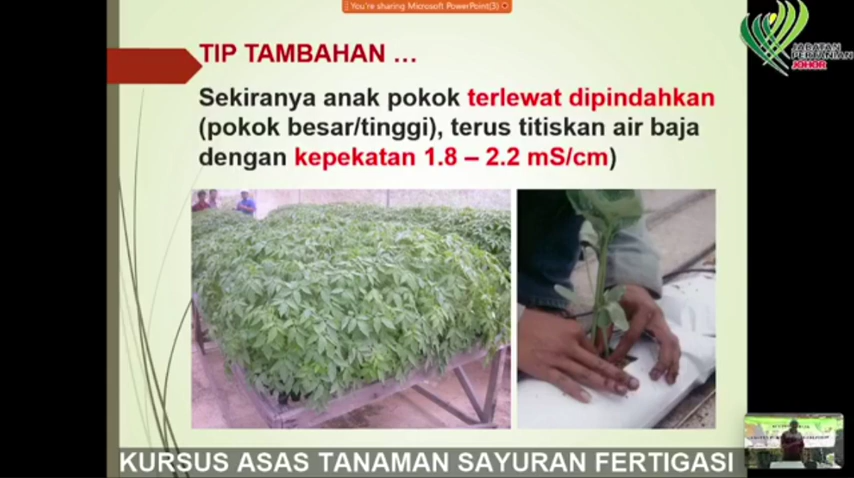 You're sharing Microsoft PowerPoint(3)
JABATAN
PERTANIAN
JOHOR
TIP TAMBAHAN ...
Sekiranya anak pokok terlewat dipindahkan
(pokok besar/tinggi), terus titiskan air baja
dengan kepekatan 1.8 – 2.2 mS/cm)
KURSUS ASAS TANAMAN SAYURAN FERTIGASI